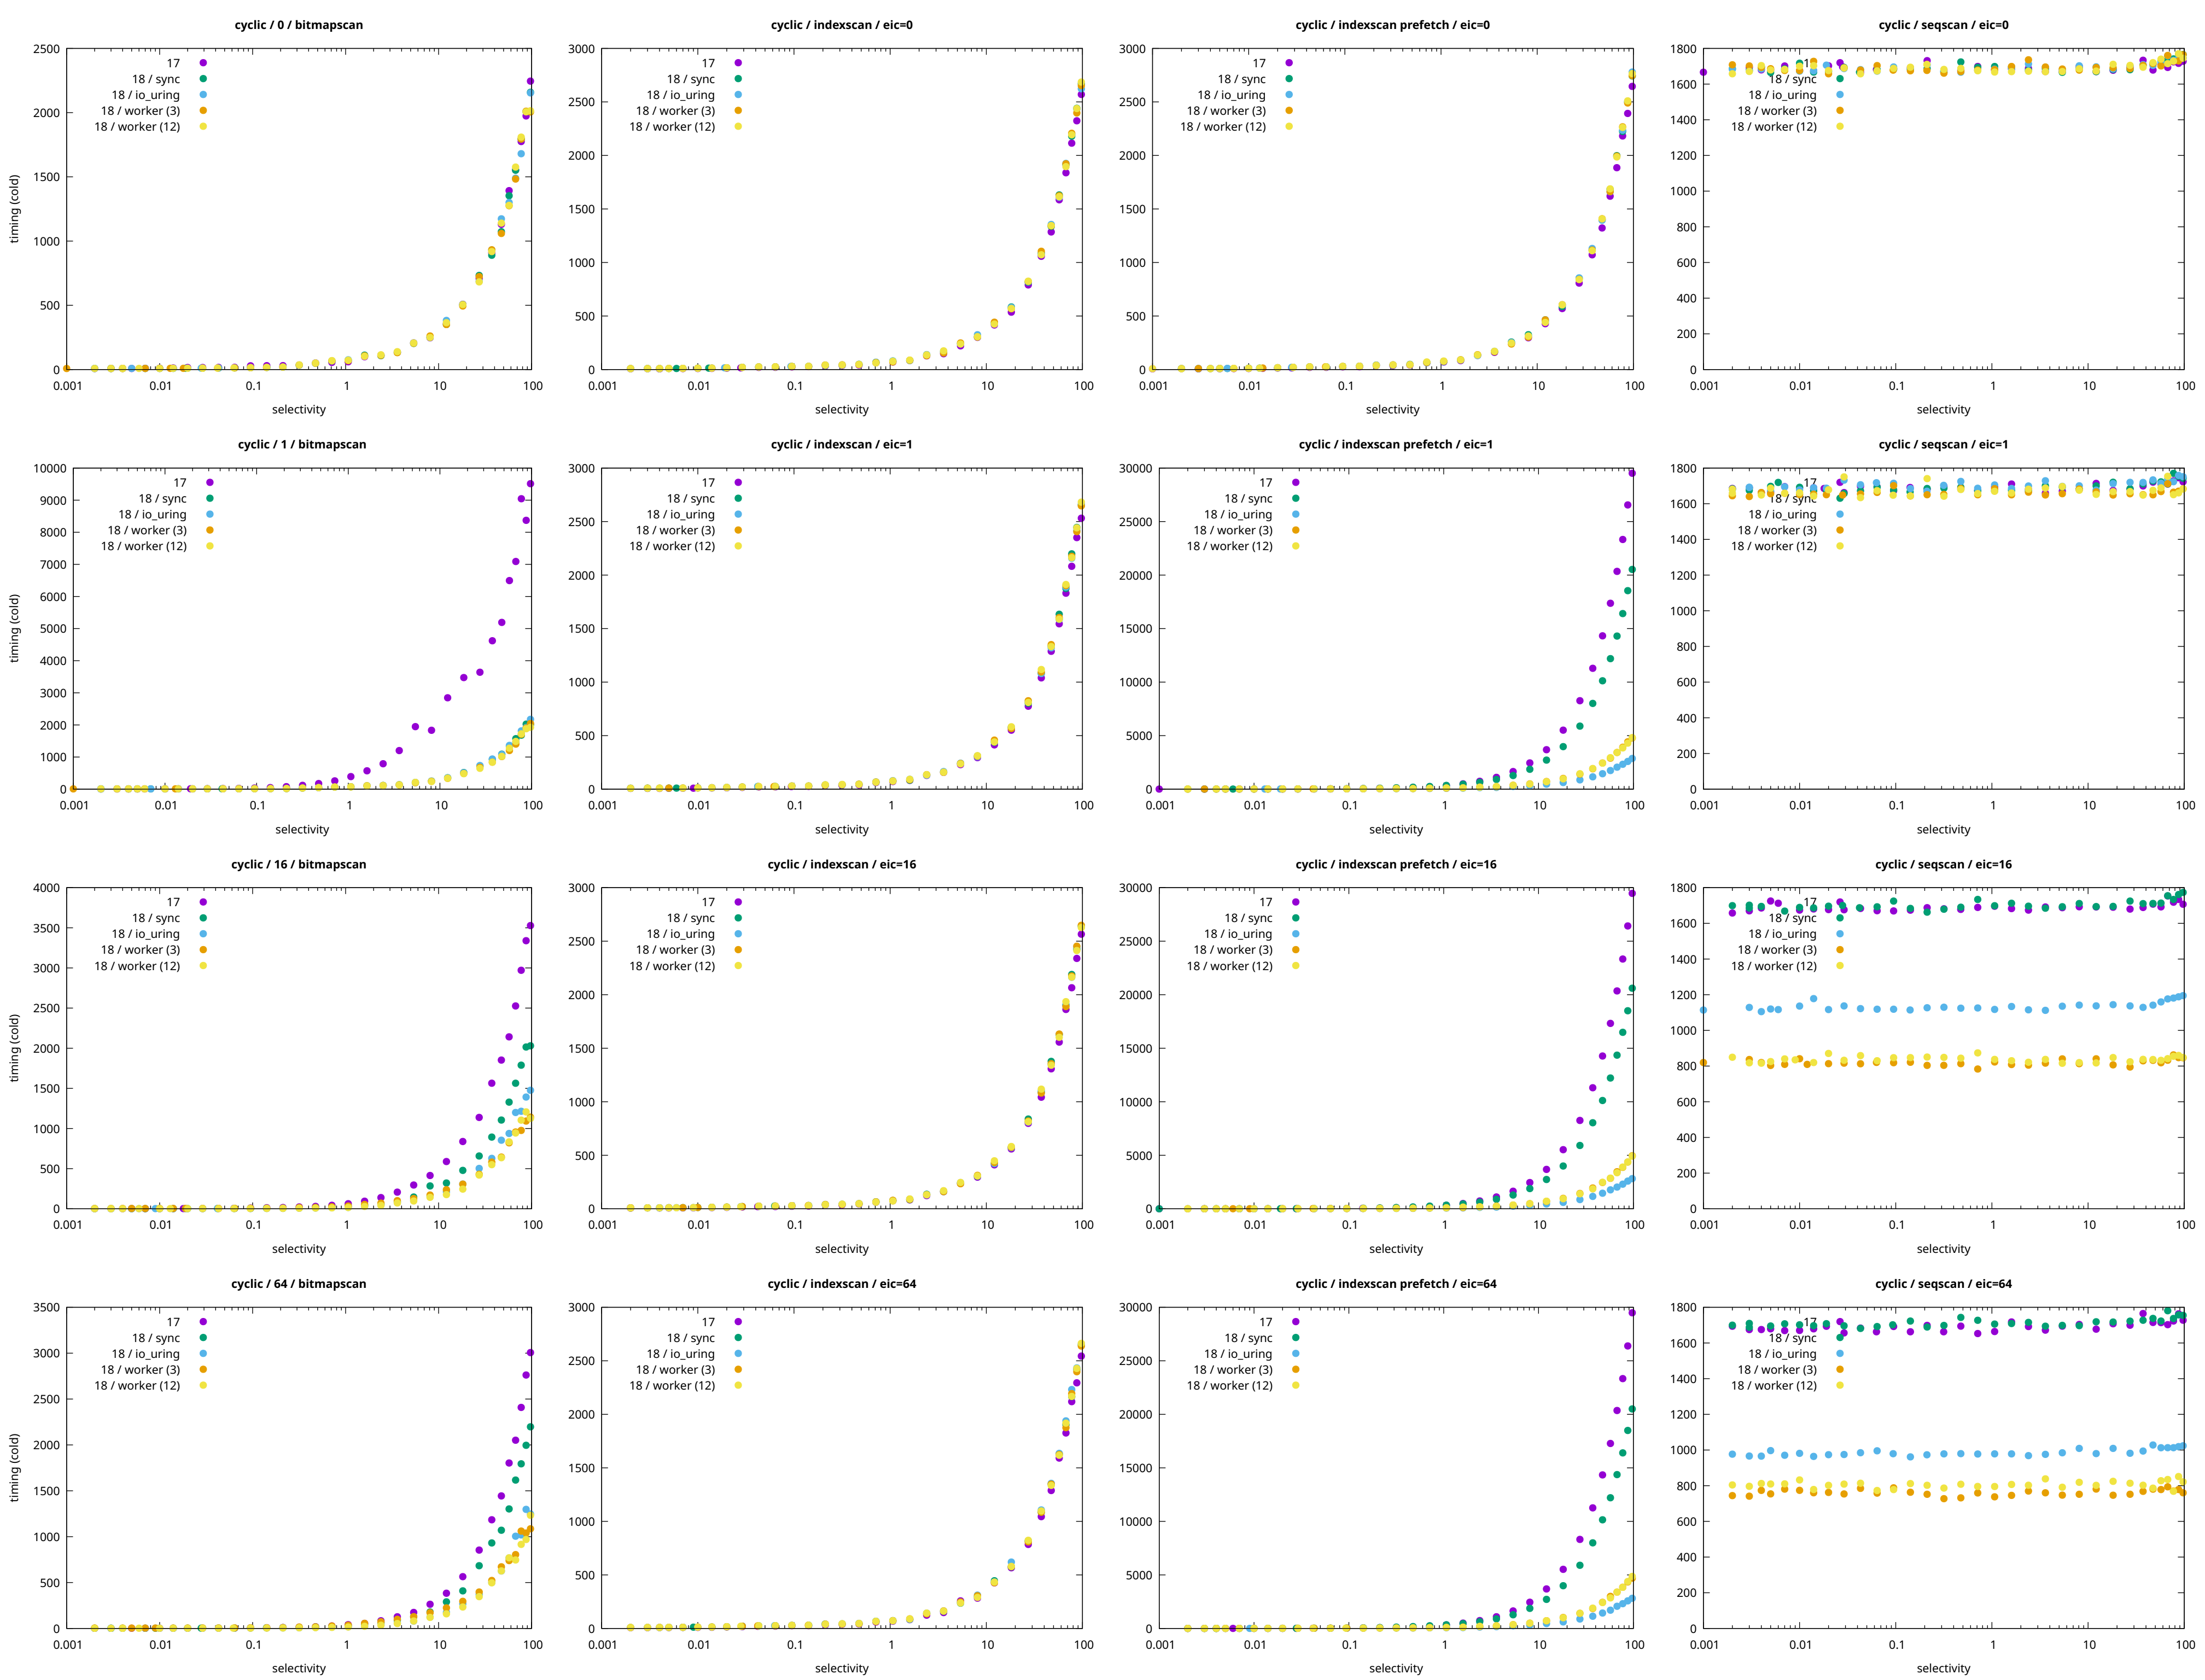 cyclic / 0 / bitmapscan
timing (cold)
2500
2000
1500
1000
500
0
17
18 / sync
18 / io_uring
18 / worker (3)
18 / worker (12)
0.001 0.01 0.1 1 10 100
selectivity
cyclic / indexscan / eic=0
3000
2500
2000
1500
1000
500
0
17
18 / sync
18 / io_uring
18 / worker (3)
18 / worker (12)
0.001 0.01 0.1 1 10 100
selectivity
cyclic / indexscan prefetch / eic=0
3000
2500
2000
1500
1000
500
0
17
18 / sync
18 / io_uring
18 / worker (3)
18 / worker (12)
0.001 0.01 0.1 1 10 100
selectivity
cyclic / seqscan / eic=0
1800
1600
1400
1200
1000
800
600
400
200
0
17
18 / sync
18 / io_uring
18 / worker (3)
18 / worker (12)
0.001 0.01 0.1 1 10 100
selectivity
cyclic / 1 / bitmapscan
timing (cold)
10000
9000
8000
7000
6000
5000
4000
3000
2000
1000
0
17
18 / sync
18 / io_uring
18 / worker (3)
18 / worker (12)
0.001 0.01 0.1 1 10 100
selectivity
cyclic / indexscan / eic=1
3000
2500
2000
1500
1000
500
0
17
18 / sync
18 / io_uring
18 / worker (3)
18 / worker (12)
0.001 0.01 0.1 1 10 100
selectivity
cyclic / indexscan prefetch / eic=1
30000
25000
20000
15000
10000
5000
0
17
18 / sync
18 / io_uring
18 / worker (3)
18 / worker (12)
0.001 0.01 0.1 1 10 100
selectivity
cyclic / seqscan / eic=1
1800
1600
1400
1200
1000
800
600
400
200
0
17
18 / sync
18 / io_uring
18 / worker (3)
18 / worker (12)
0.001 0.01 0.1 1 10 100
selectivity
cyclic / 16 / bitmapscan
timing (cold)
4000
3500
3000
2500
2000
1500
1000
500
0
17
18 / sync
18 / io_uring
18 / worker (3)
18 / worker (12)
0.001 0.01 0.1 1 10 100
selectivity
cyclic / indexscan / eic=16
3000
2500
2000
1500
1000
500
0
17
18 / sync
18 / io_uring
18 / worker (3)
18 / worker (12)
0.001 0.01 0.1 1 10 100
selectivity
cyclic / indexscan prefetch / eic=16
30000
25000
20000
15000
10000
5000
0
17
18 / sync
18 / io_uring
18 / worker (3)
18 / worker (12)
0.001 0.01 0.1 1 10 100
selectivity
cyclic / seqscan / eic=16
1800
1600
1400
1200
1000
800
600
400
200
0
17
18 / sync
18 / io_uring
18 / worker (3)
18 / worker (12)
0.001 0.01 0.1 1 10 100
selectivity
cyclic / 64 / bitmapscan
timing (cold)
3500
3000
2500
2000
1500
1000
500
0
17
18 / sync
18 / io_uring
18 / worker (3)
18 / worker (12)
0.001 0.01 0.1 1 10 100
selectivity
cyclic / indexscan / eic=64
3000
2500
2000
1500
1000
500
0
17
18 / sync
18 / io_uring
18 / worker (3)
18 / worker (12)
0.001 0.01 0.1 1 10 100
selectivity
cyclic / indexscan prefetch / eic=64
30000
25000
20000
15000
10000
5000
0
17
18 / sync
18 / io_uring
18 / worker (3)
18 / worker (12)
0.001 0.01 0.1 1 10 100
selectivity
cyclic / seqscan / eic=64
1800
1600
1400
1200
1000
800
600
400
200
0
17
18 / sync
18 / io_uring
18 / worker (3)
18 / worker (12)
0.001 0.01 0.1 1 10 100
selectivity